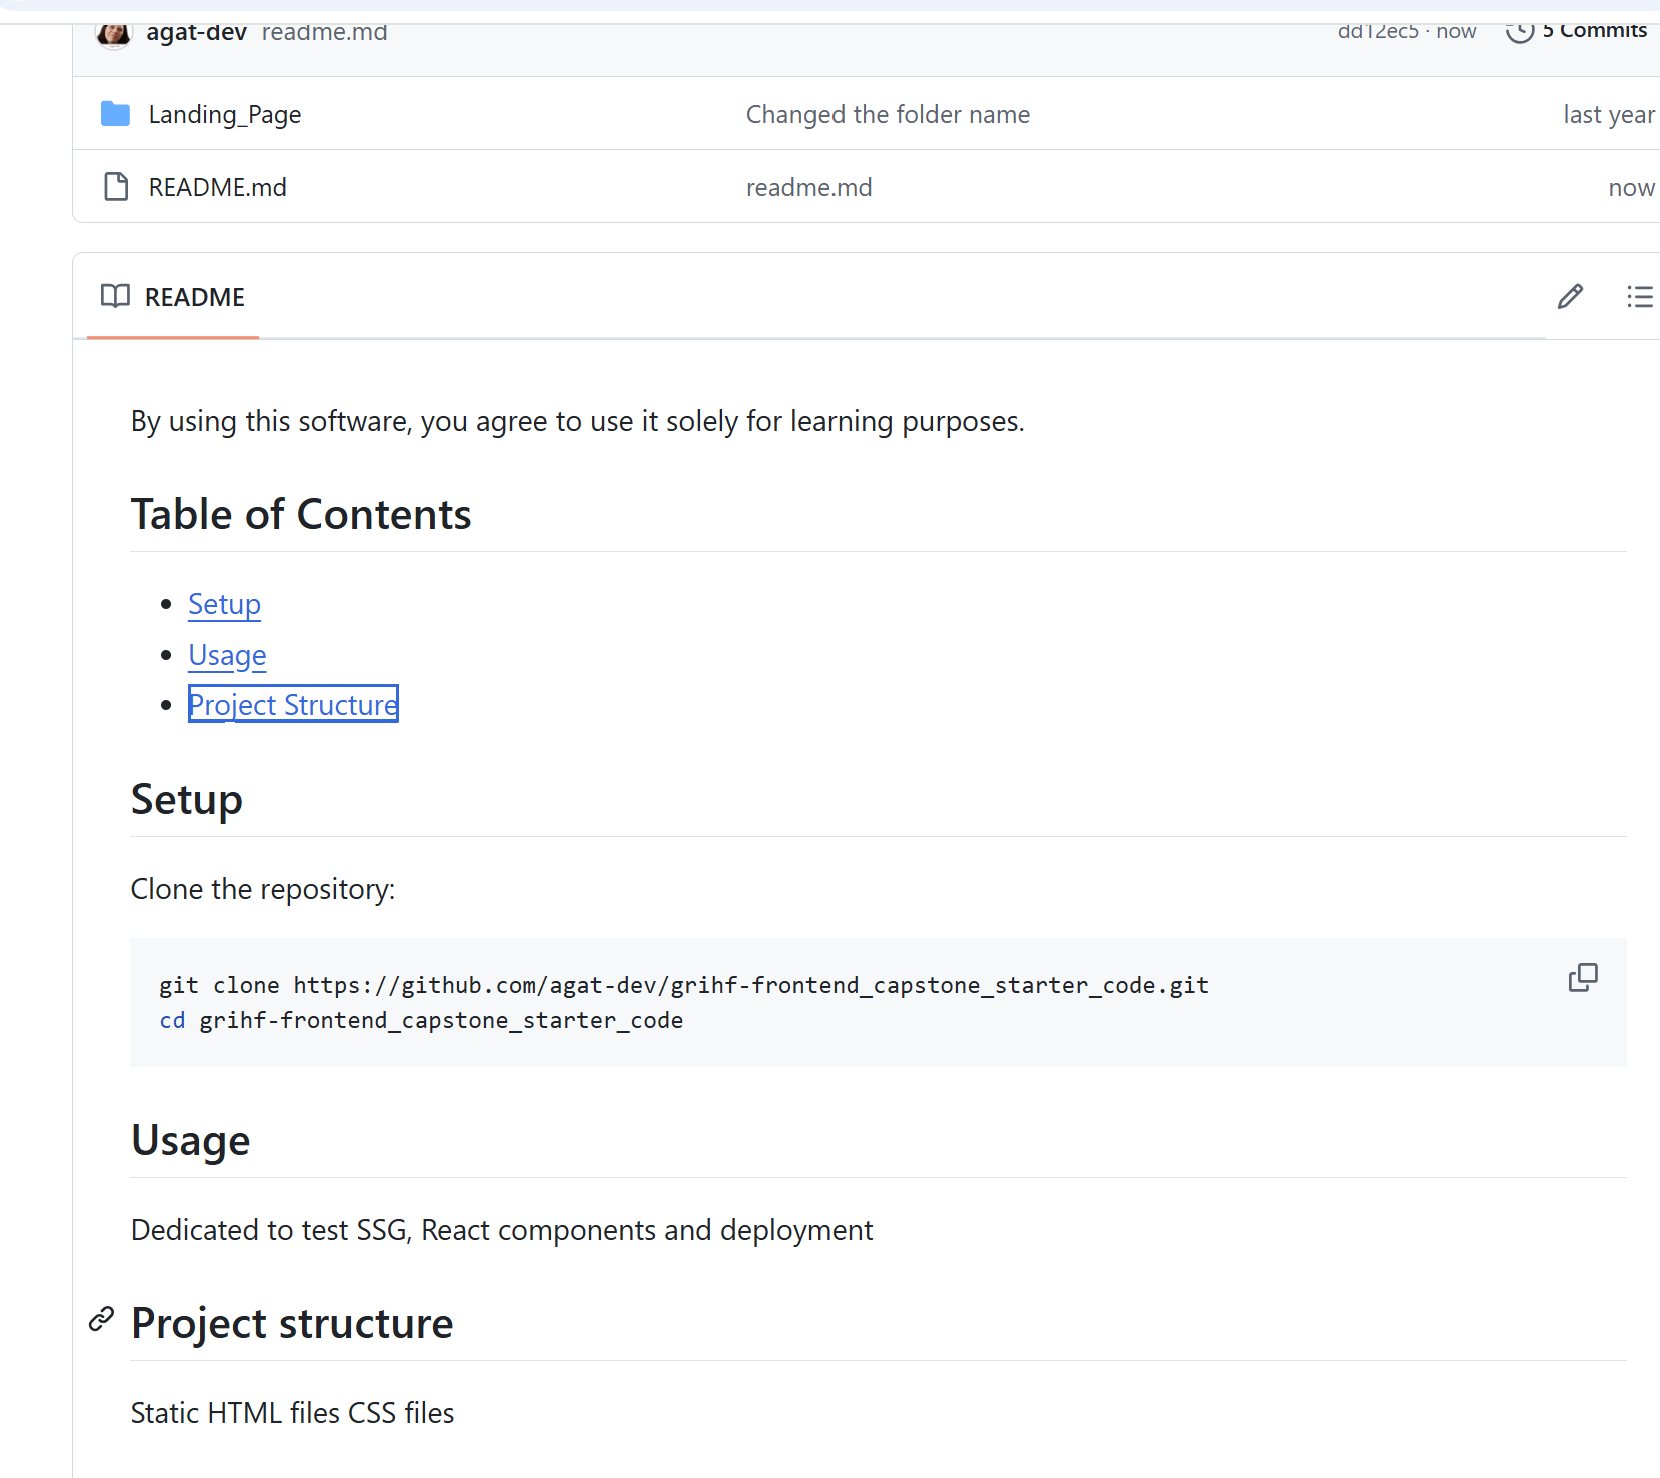 agat-dev readme.md dd12ec5 · now 5 Commits
Landing_Page Changed the folder name last year
README.md readme.md now
README
By using this software, you agree to use it solely for learning purposes.
Table of Contents
Setup
Usage
Project Structure
Setup
Clone the repository:
git clone https://github.com/agat-dev/grihf-frontend_capstone_starter_code.git
cd grihf-frontend_capstone_starter_code
Usage
Dedicated to test SSG, React components and deployment
Project structure
Static HTML files CSS files